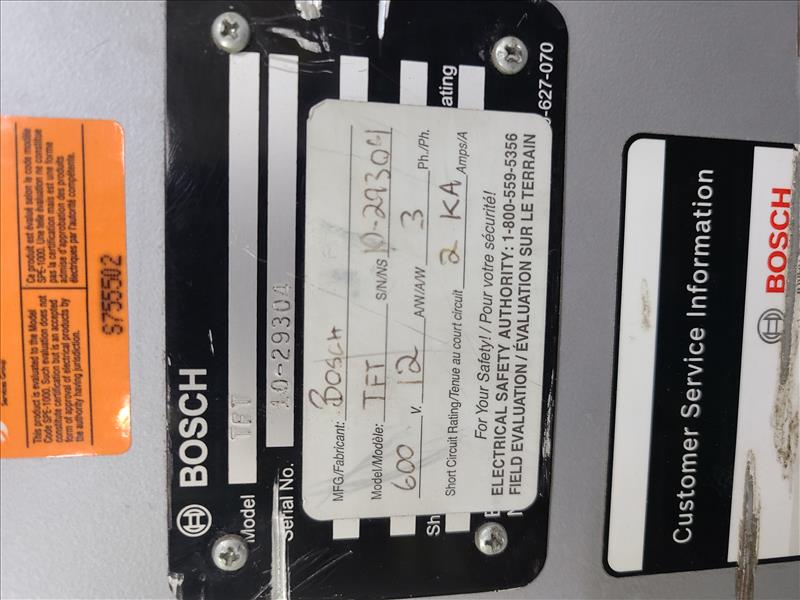 Services Group
This product is evaluated to the Model
Code SPE-1000. Such evaluation does not
constitute certification but is an accepted
form of approval of electrical products by
the authority having jurisdiction.
Ce produit est évalué selon le code modèle
SPE-1000. Une telle évaluation ne constitue
pas la certification mais est une forme
admise d'approbation des produits
électriques par l'autorité compétente.
S755502
BOSCH
Model TFT
Serial No. 10-29304
MFG/Fabricant: BOSCH
Model/Modèle: TFT S/N/NS 10-29304
600 V. 12 A/W/A/W 3 Ph./Ph.
Short Circuit Rating/Tenue au court circuit 2 KA Amps/A
For Your Safety! / Pour votre sécurité!
ELECTRICAL SAFETY AUTHORITY: 1-800-559-5356
FIELD EVALUATION / ÉVALUATION SUR LE TERRAIN
Sh
ating
-627-070
Customer Service Information
BOSCH